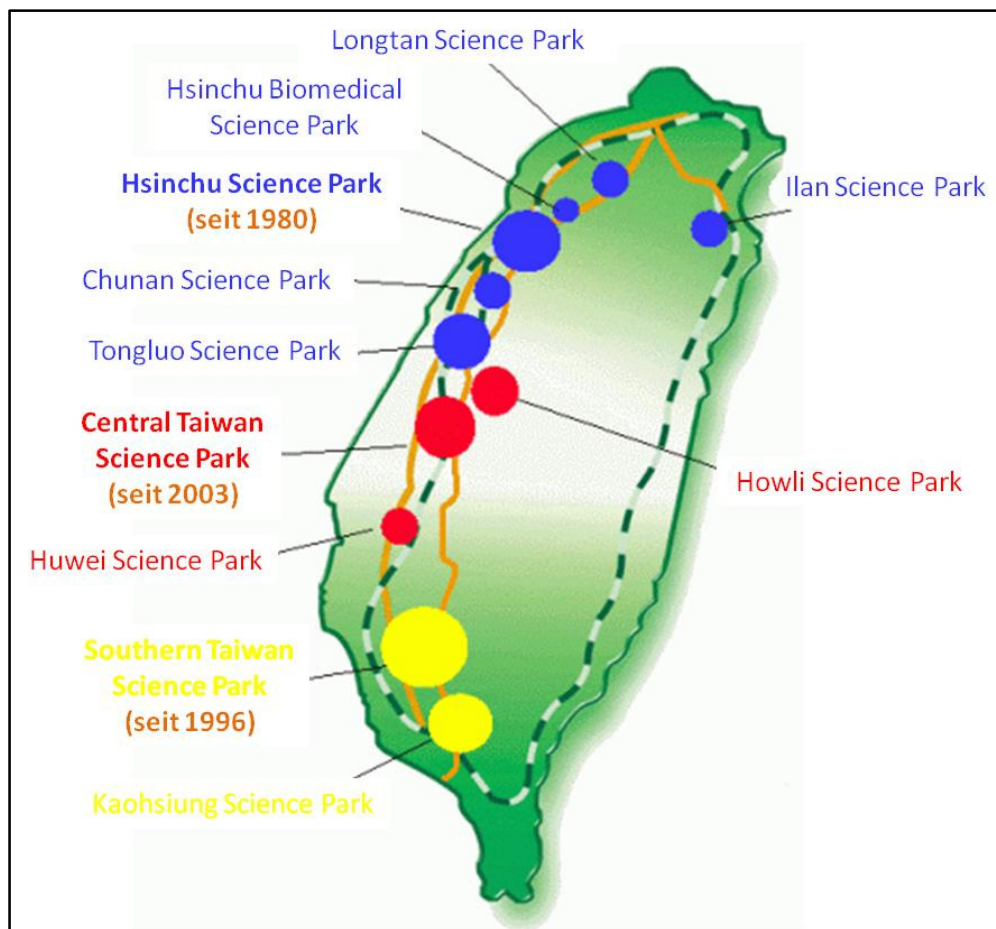 Longtan Science Park
Hsinchu Biomedical
Science Park
Hsinchu Science Park
(seit 1980)
Ilan Science Park
Chunan Science Park
Tongluo Science Park
Central Taiwan
Science Park
(seit 2003)
Howli Science Park
Huwei Science Park
Southern Taiwan
Science Park
(seit 1996)
Kaohsiung Science Park